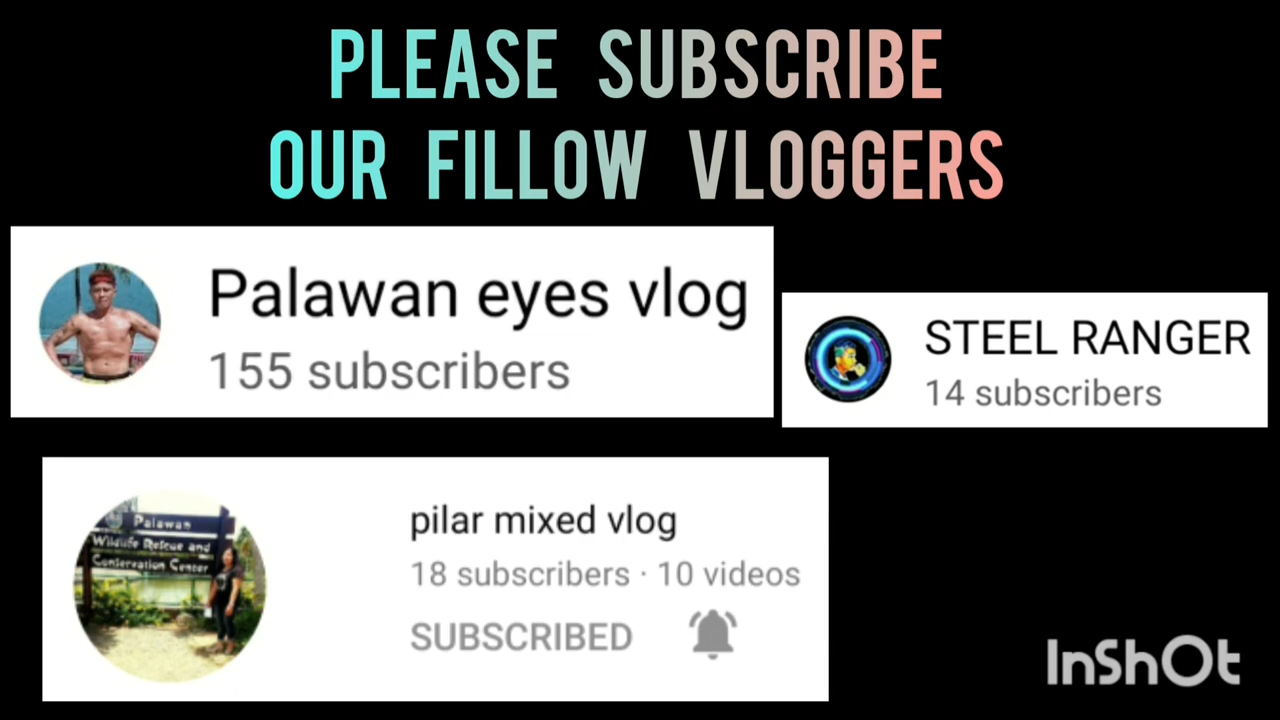 PLEASE SUBSCRIBE
OUR FILLOW VLOGGERS
Palawan eyes vlog
155 subscribers
STEEL RANGER
14 subscribers
Palawan
Wildlife Rescue and
Conservation Center
pilar mixed vlog
18 subscribers · 10 videos
SUBSCRIBED
InShOt